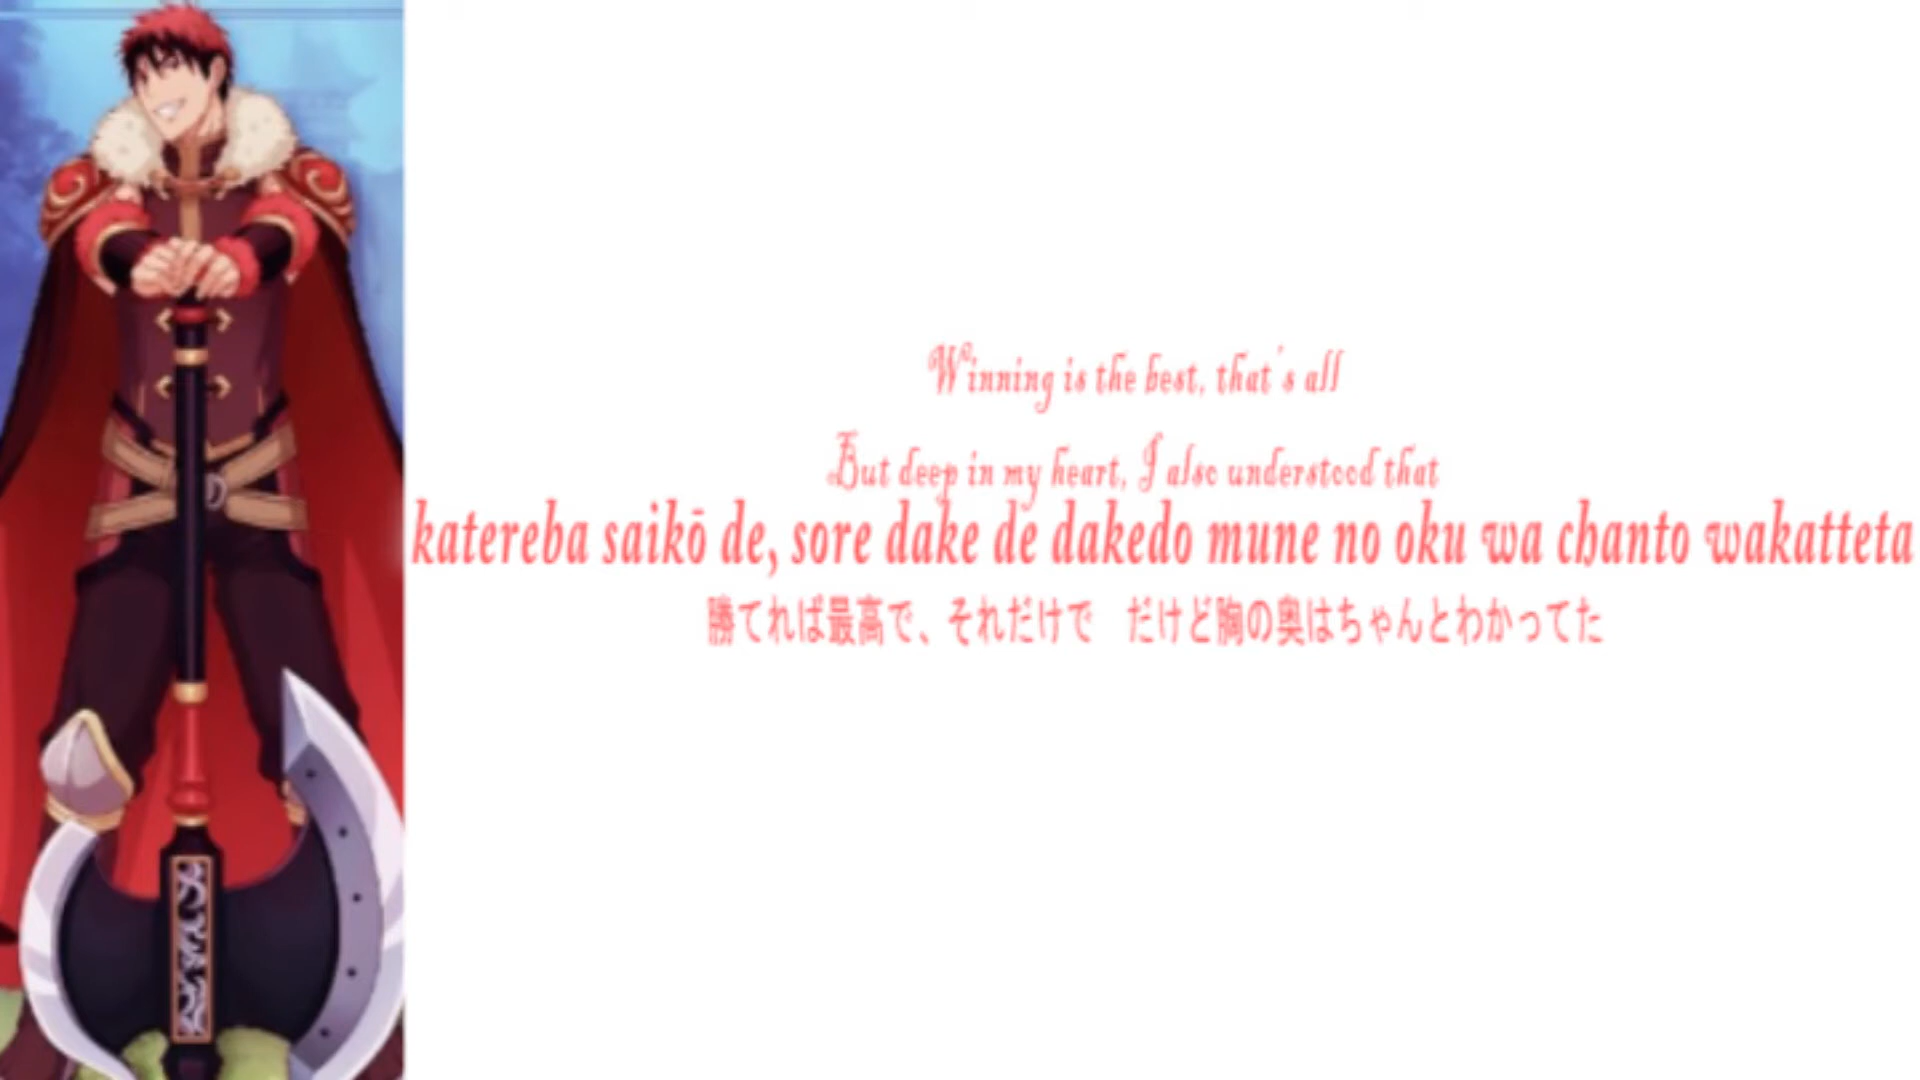 Winning is the best, that's all
But deep in my heart, I also understood that
katereba saikō de, sore dake de dakedo mune no oku wa chanto wakatteta
勝てれば最高で、それだけで　だけど胸の奥はちゃんとわかってた